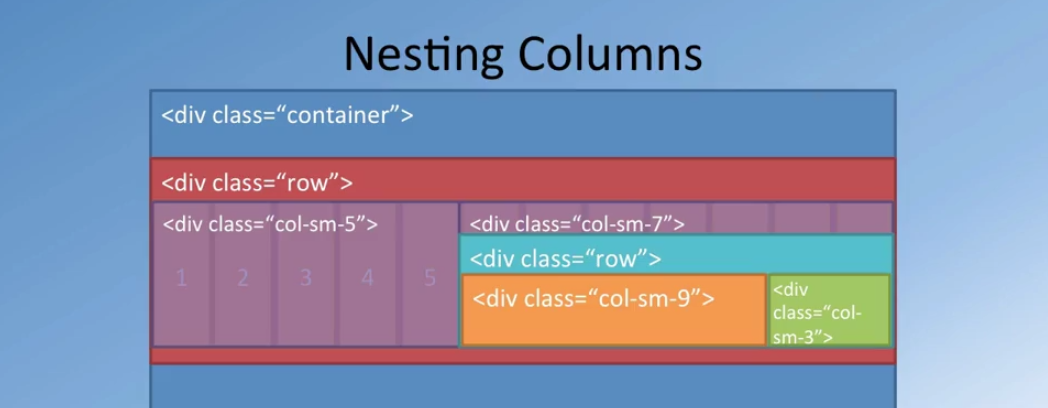 Nesting Columns
<div class=“container”>
<div class=“row”>
<div class=“col-sm-5”>
<div class=“col-sm-7”>
1 2 3 4 5
<div class=“row”>
<div class=“col-sm-9”>
<div
class=“col-
sm-3”>